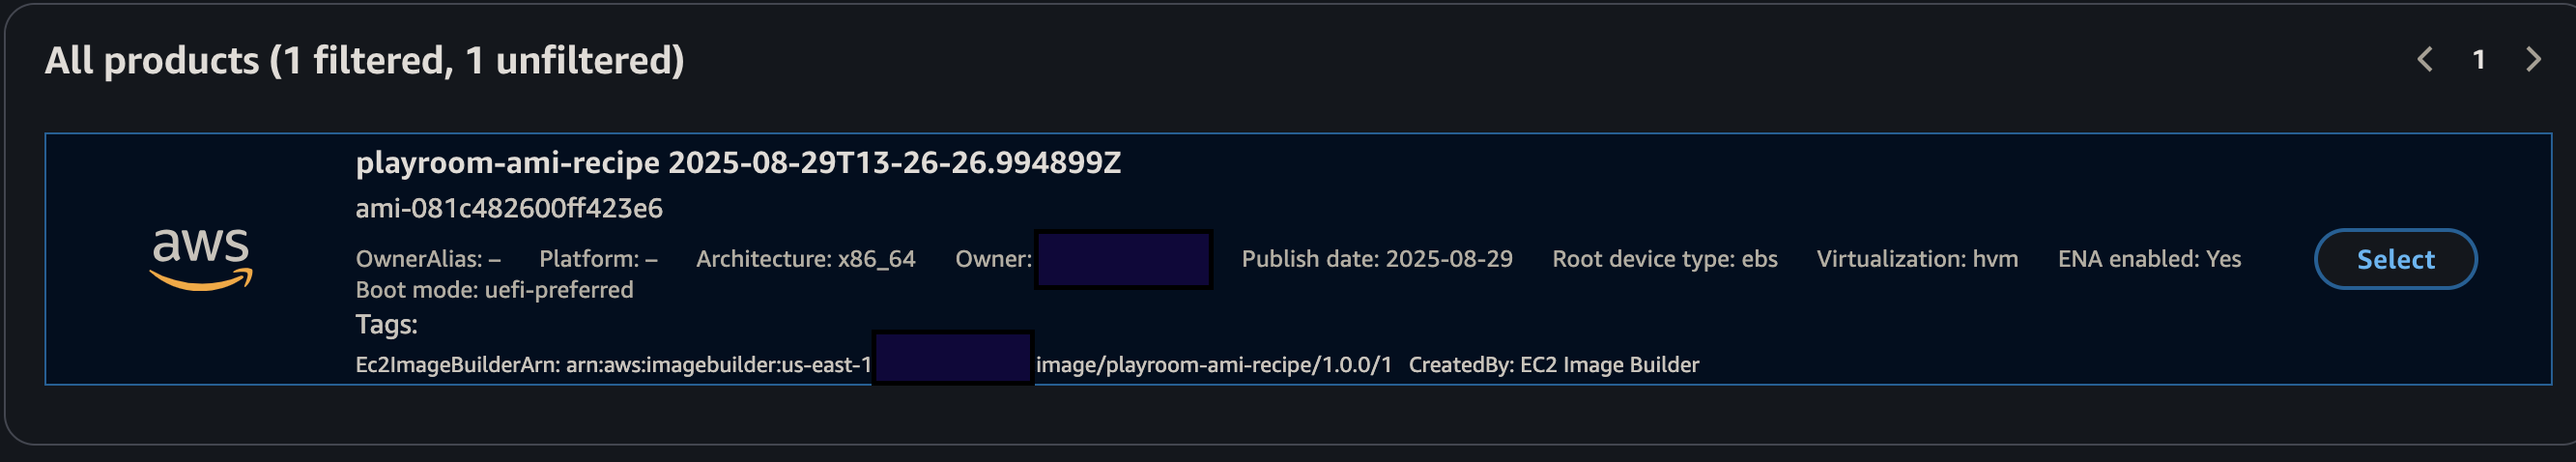 All products (1 filtered, 1 unfiltered)
1
playroom-ami-recipe 2025-08-29T13-26-26.994899Z
ami-081c482600ff423e6
aws
OwnerAlias: – Platform: – Architecture: x86_64 Owner: Publish date: 2025-08-29 Root device type: ebs Virtualization: hvm ENA enabled: Yes
Select
Boot mode: uefi-preferred
Tags:
Ec2ImageBuilderArn: arn:aws:imagebuilder:us-east-1 image/playroom-ami-recipe/1.0.0/1 CreatedBy: EC2 Image Builder